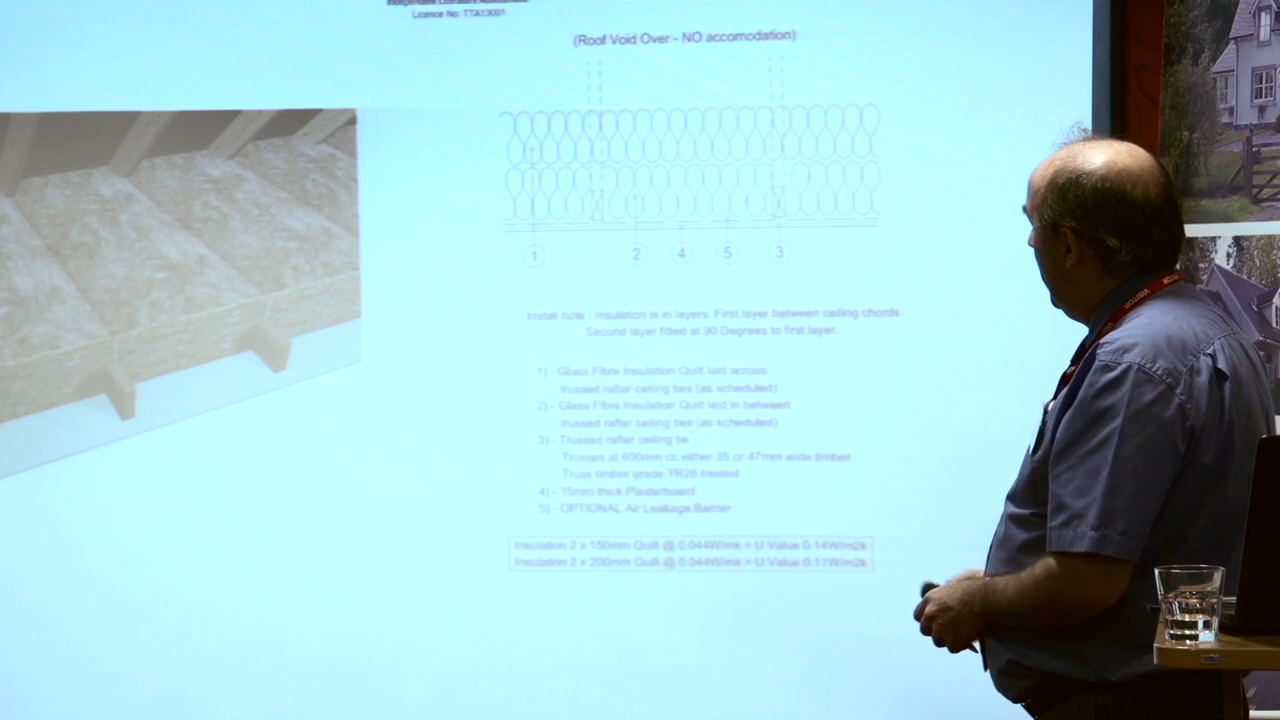 Independent Literature Assessment
Licence No: TTA13001
(Roof Void Over - NO accomodation)
1 2 4 5 3
Install note : Insulation is in layers. First layer between ceiling chords
Second layer fitted at 90 Degrees to first layer.
1) - Glass Fibre Insulation Quilt laid across
trussed rafter ceiling ties (as scheduled)
2) - Glass Fibre Insulation Quilt laid in between
trussed rafter ceiling ties (as scheduled)
3) - Trussed rafter ceiling tie
Trusses at 600mm cc either 35 or 47mm wide timber
Truss timber grade TR26 treated
4) - 15mm thick Plasterboard
5) - OPTIONAL Air Leakage Barrier
Insulation 2 x 150mm Quilt @ 0.044W/mk = U Value 0.14W/m2k
Insulation 2 x 200mm Quilt @ 0.044W/mk = U Value 0.11W/m2k
VISITOR